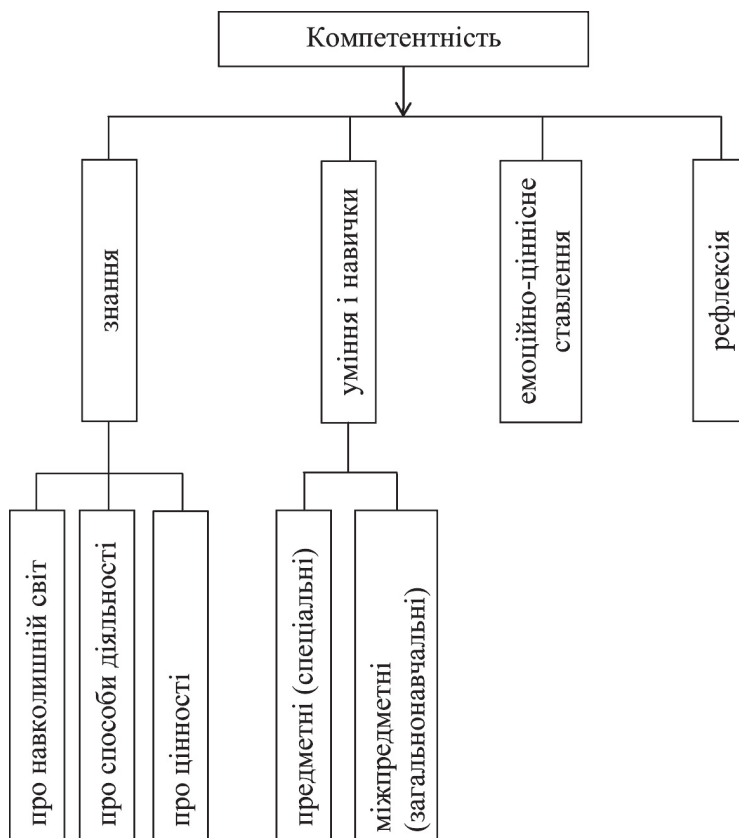 Компетентність
знання
уміння і навички
емоційно-ціннісне
ставлення
рефлексія
про навколишній світ
про способи діяльності
про цінності
предметні (спеціальні)
міжпредметні
(загальнонавчальні)